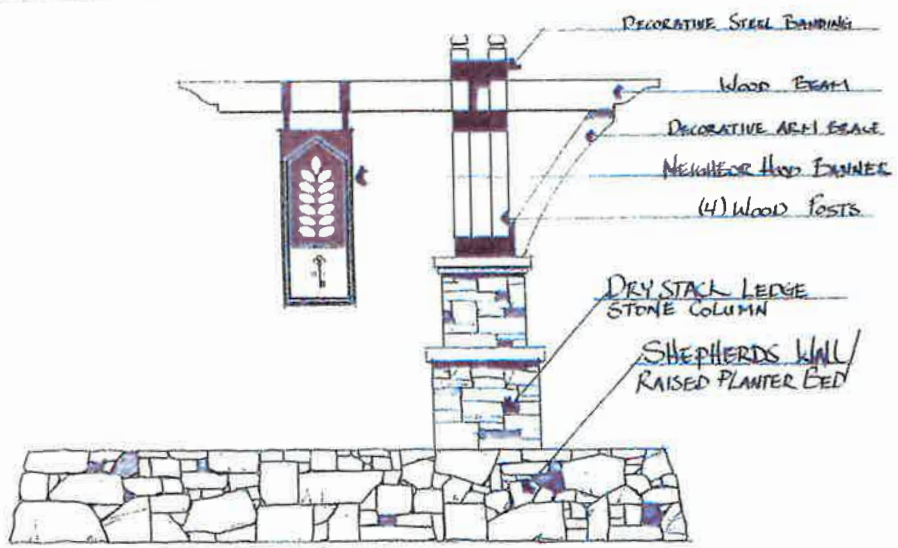 DECORATIVE STEEL BANDING
WOOD BEAM
DECORATIVE ARM BRACE
NEIGHBOR HOOD BANNER
(4) WOOD POSTS
DRY STACK LEDGE
STONE COLUMN
SHEPHERDS WALL/
RAISED PLANTER BED